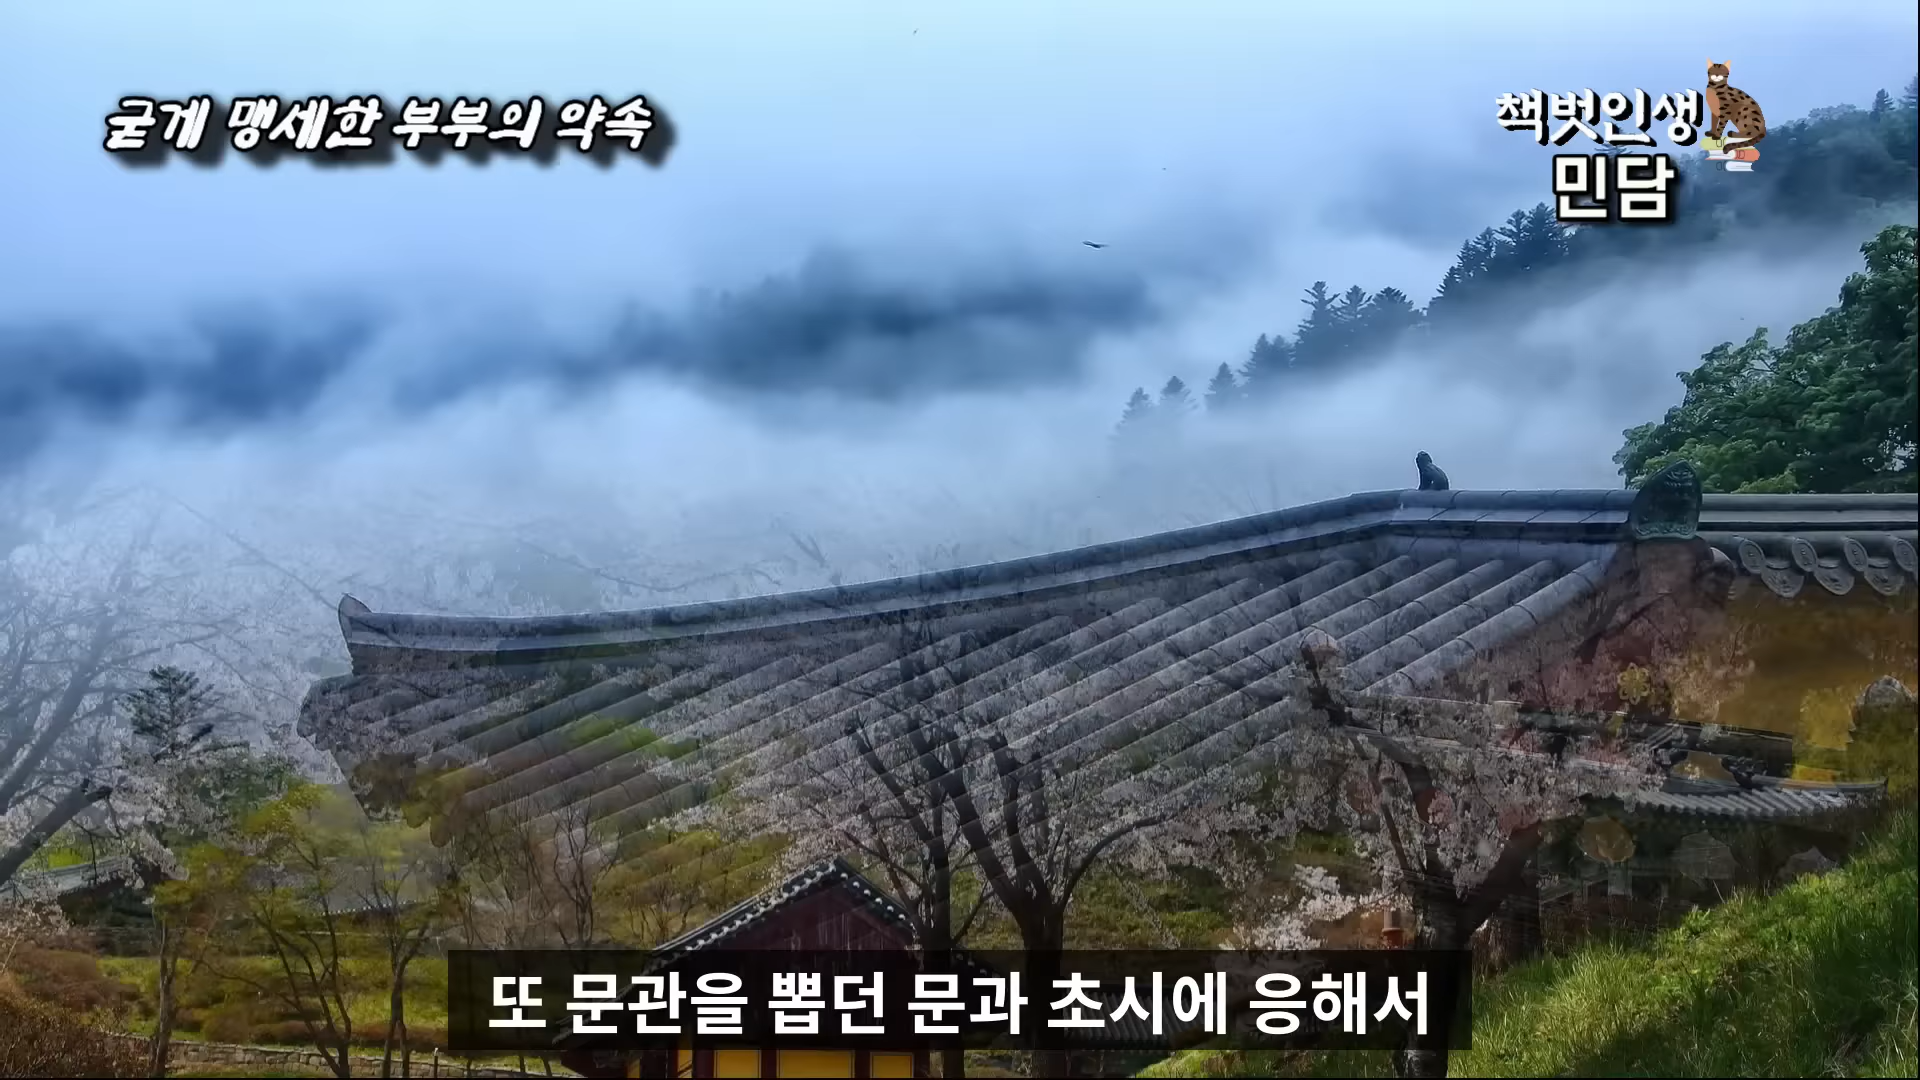 굳게 맹세한 부부의 약속
책벗인생
민담
또 문관을 뽑던 문과 초시에 응해서